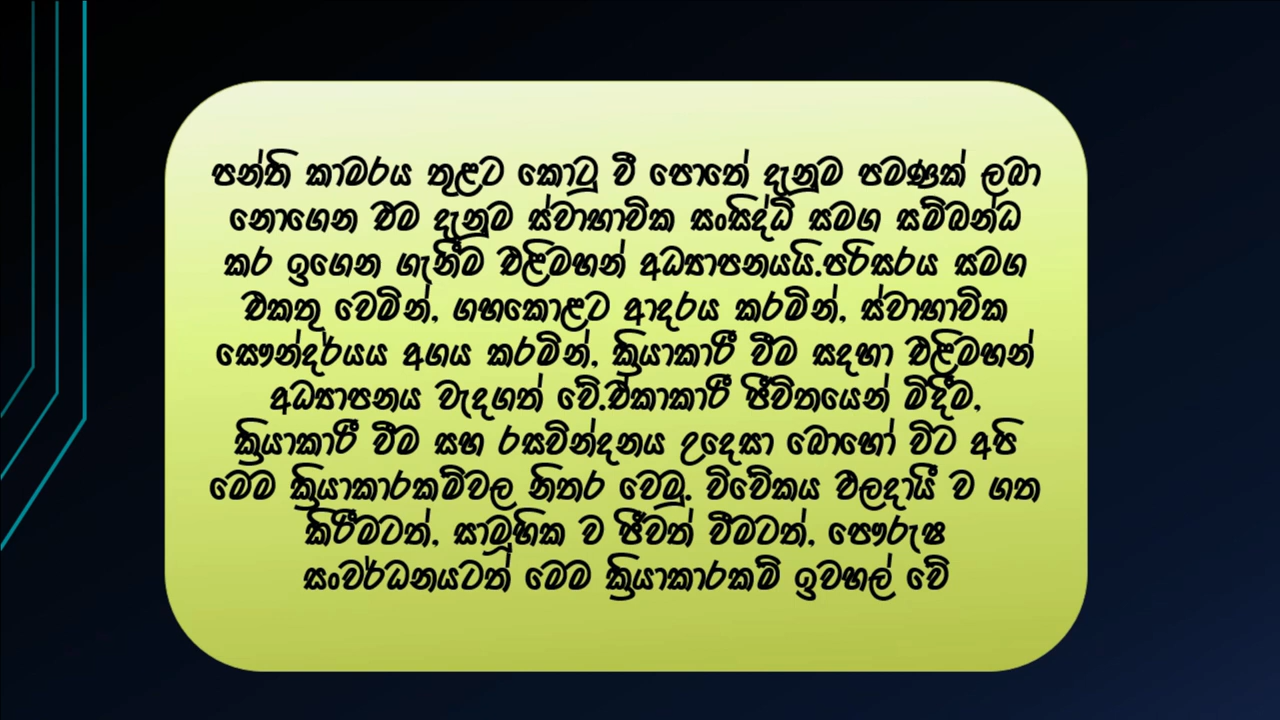 පන්ති කාමරය තුළට කොටු වී පොතේ දැනුම පමණක් ලබා
නොගෙන එම දැනුම ස්වාභාවික සංසිද්ධි සමග සම්බන්ධ
කර ඉගෙන ගැනීම එළිමහන් අධ්‍යාපනයයි.පරිසරය සමග
එකතු වෙමින්, ගහකොළට ආදරය කරමින්, ස්වාභාවික
සෞන්දර්යය අගය කරමින්, ක්‍රියාකාරී වීම සඳහා එළිමහන්
අධ්‍යාපනය වැදගත් වේ.ඒකාකාරී ජීවිතයෙන් මිදීම,
ක්‍රියාකාරී වීම සහ රසවින්දනය උදෙසා බොහෝ විට අපි
මෙම ක්‍රියාකාරකම්වල නිතර වෙමු. විවේකය ඵලදායී ව ගත
කිරීමටත්, සාමූහික ව ජීවත් වීමටත්, පෞරුෂ
සංවර්ධනයටත් මෙම ක්‍රියාකාරකම් ඉවහල් වේ